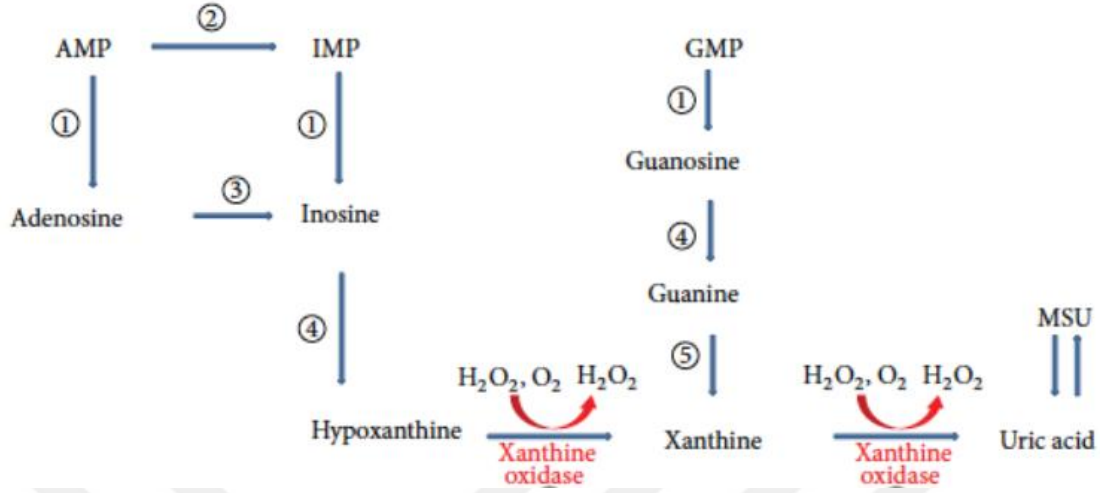 ②
AMP IMP GMP
① ① ①
Guanosine
③
Adenosine Inosine
④
Guanine
④ MSU
⑤
H₂O₂, O₂ H₂O₂ H₂O₂, O₂ H₂O₂
Hypoxanthine Xanthine Uric acid
Xanthine oxidase Xanthine oxidase